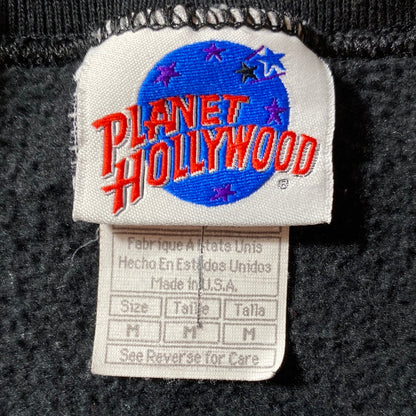 PLANET
HOLLYWOOD
®
Fabrique A Etats Unis
Hecho En Estados Unidos
Made In U.S.A.
Size Taille Talla
M M M
See Reverse for Care